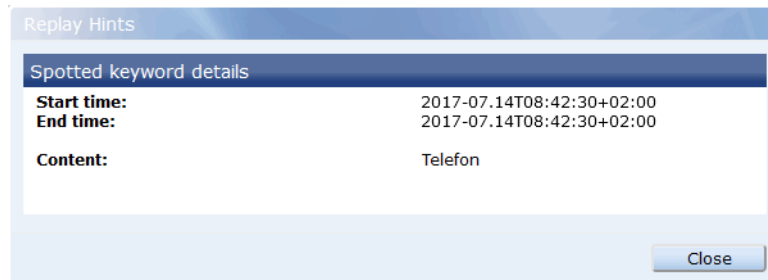 Replay Hints
Spotted keyword details
Start time: 2017-07.14T08:42:30+02:00
End time: 2017-07.14T08:42:30+02:00
Content: Telefon
Close